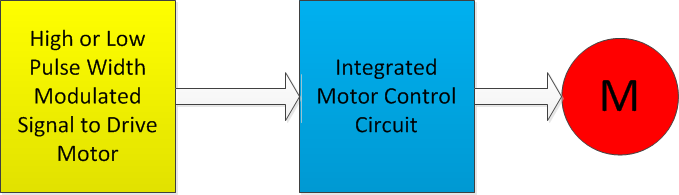 High or Low
Pulse Width
Modulated
Signal to Drive
Motor
Integrated
Motor Control
Circuit
M